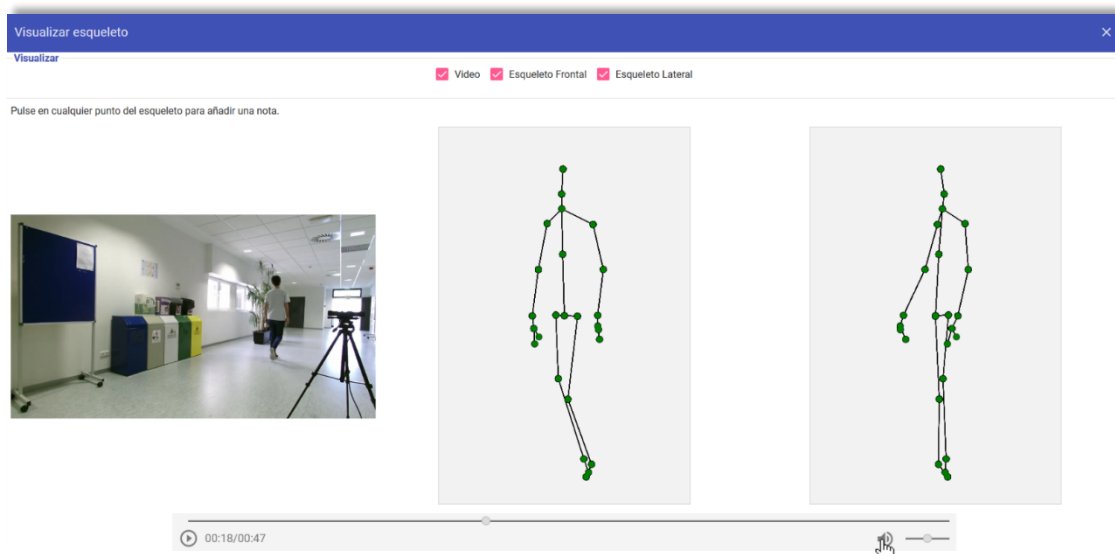 Visualizar esqueleto
Visualizar
Video Esqueleto Frontal Esqueleto Lateral
Pulse en cualquier punto del esqueleto para añadir una nota.
00:18/00:47